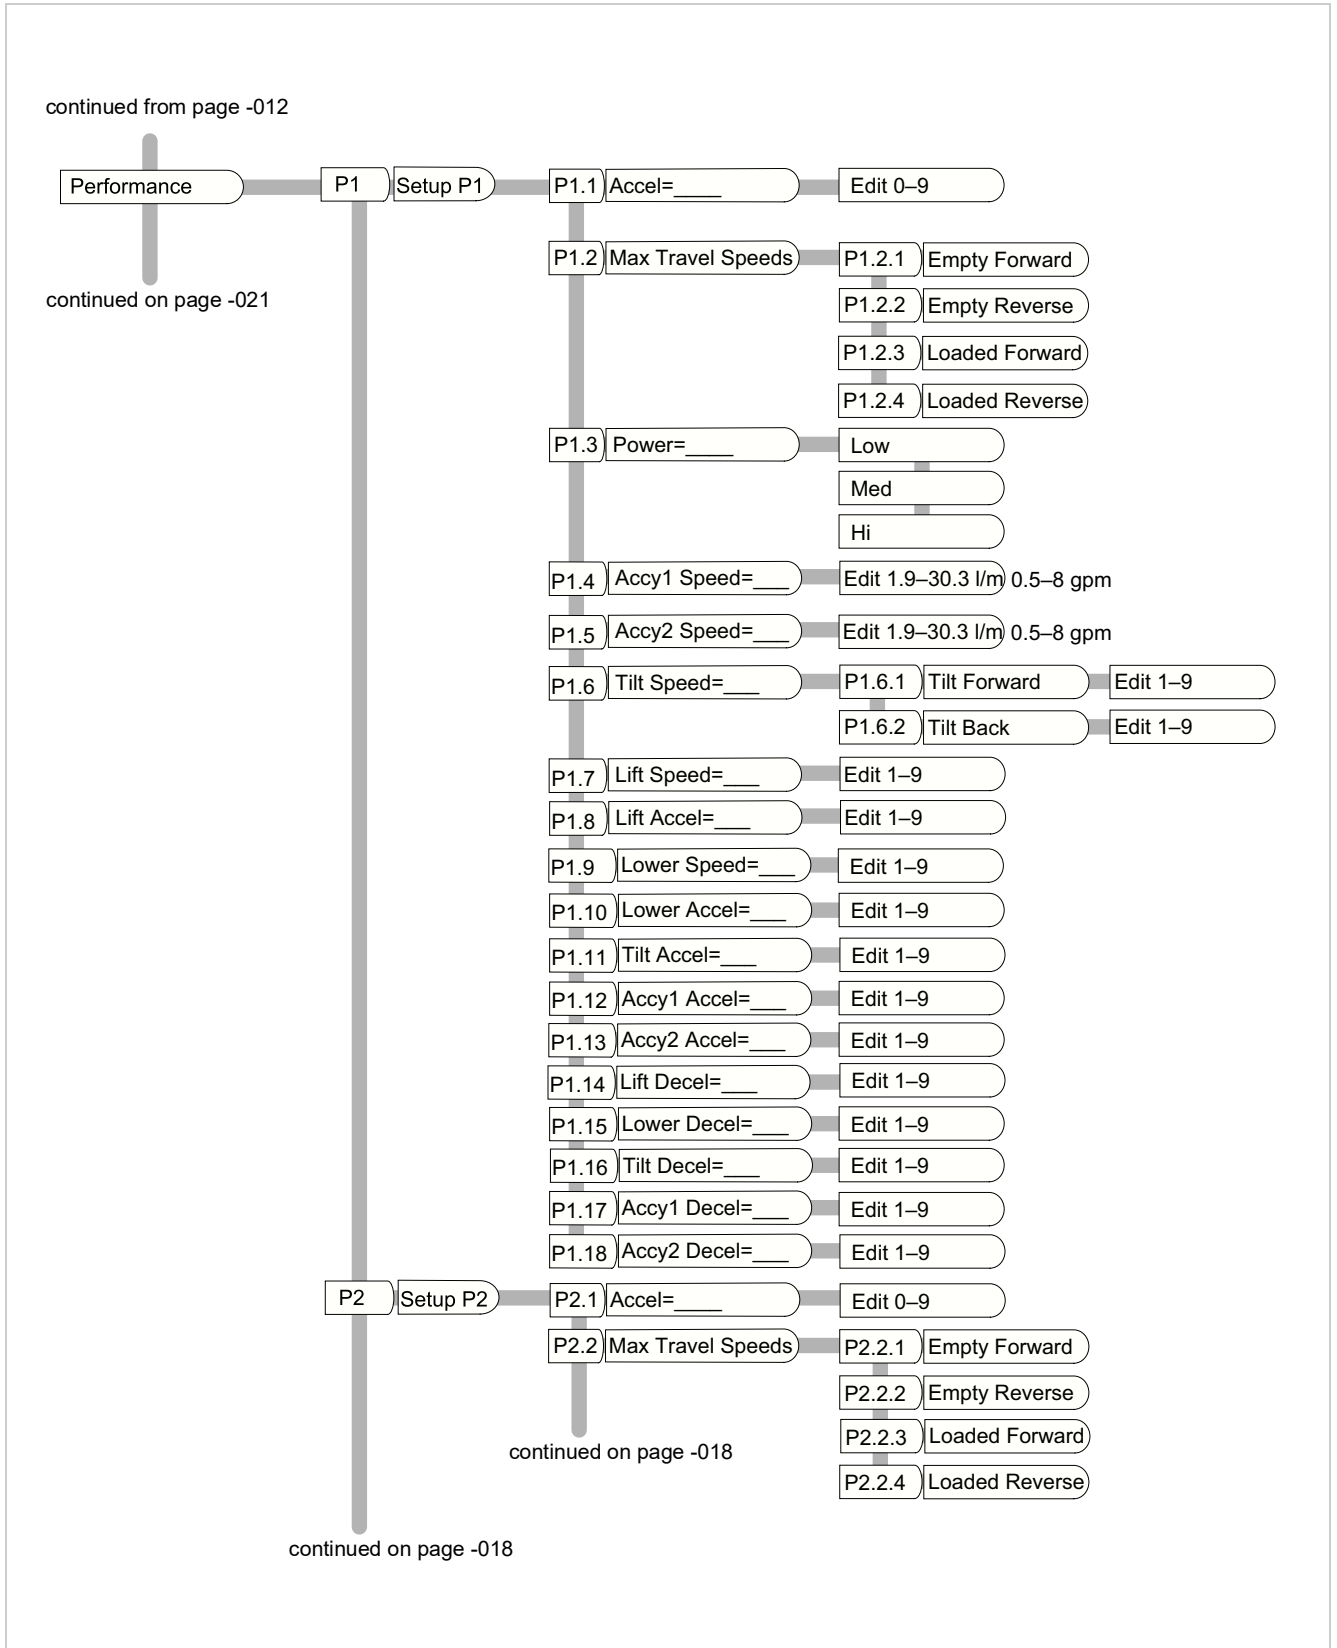 continued from page -012
Performance P1 Setup P1 P1.1 Accel=____ Edit 0–9
P1.2 Max Travel Speeds P1.2.1 Empty Forward
continued on page -021
P1.2.2 Empty Reverse
P1.2.3 Loaded Forward
P1.2.4 Loaded Reverse
P1.3 Power=____ Low
Med
Hi
P1.4 Accy1 Speed=___ Edit 1.9–30.3 l/m 0.5–8 gpm
P1.5 Accy2 Speed=___ Edit 1.9–30.3 l/m 0.5–8 gpm
P1.6 Tilt Speed=___ P1.6.1 Tilt Forward Edit 1–9
P1.6.2 Tilt Back Edit 1–9
P1.7 Lift Speed=___ Edit 1–9
P1.8 Lift Accel=___ Edit 1–9
P1.9 Lower Speed=___ Edit 1–9
P1.10 Lower Accel=___ Edit 1–9
P1.11 Tilt Accel=___ Edit 1–9
P1.12 Accy1 Accel=___ Edit 1–9
P1.13 Accy2 Accel=___ Edit 1–9
P1.14 Lift Decel=___ Edit 1–9
P1.15 Lower Decel=___ Edit 1–9
P1.16 Tilt Decel=___ Edit 1–9
P1.17 Accy1 Decel=___ Edit 1–9
P1.18 Accy2 Decel=___ Edit 1–9
P2 Setup P2 P2.1 Accel=____ Edit 0–9
P2.2 Max Travel Speeds P2.2.1 Empty Forward
P2.2.2 Empty Reverse
P2.2.3 Loaded Forward
continued on page -018
P2.2.4 Loaded Reverse
continued on page -018